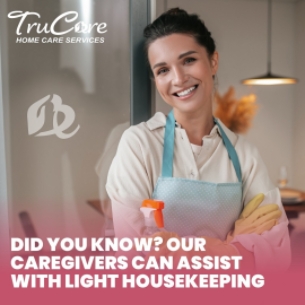 TruCare
HOME CARE SERVICES
DID YOU KNOW? OUR
CAREGIVERS CAN ASSIST
WITH LIGHT HOUSEKEEPING